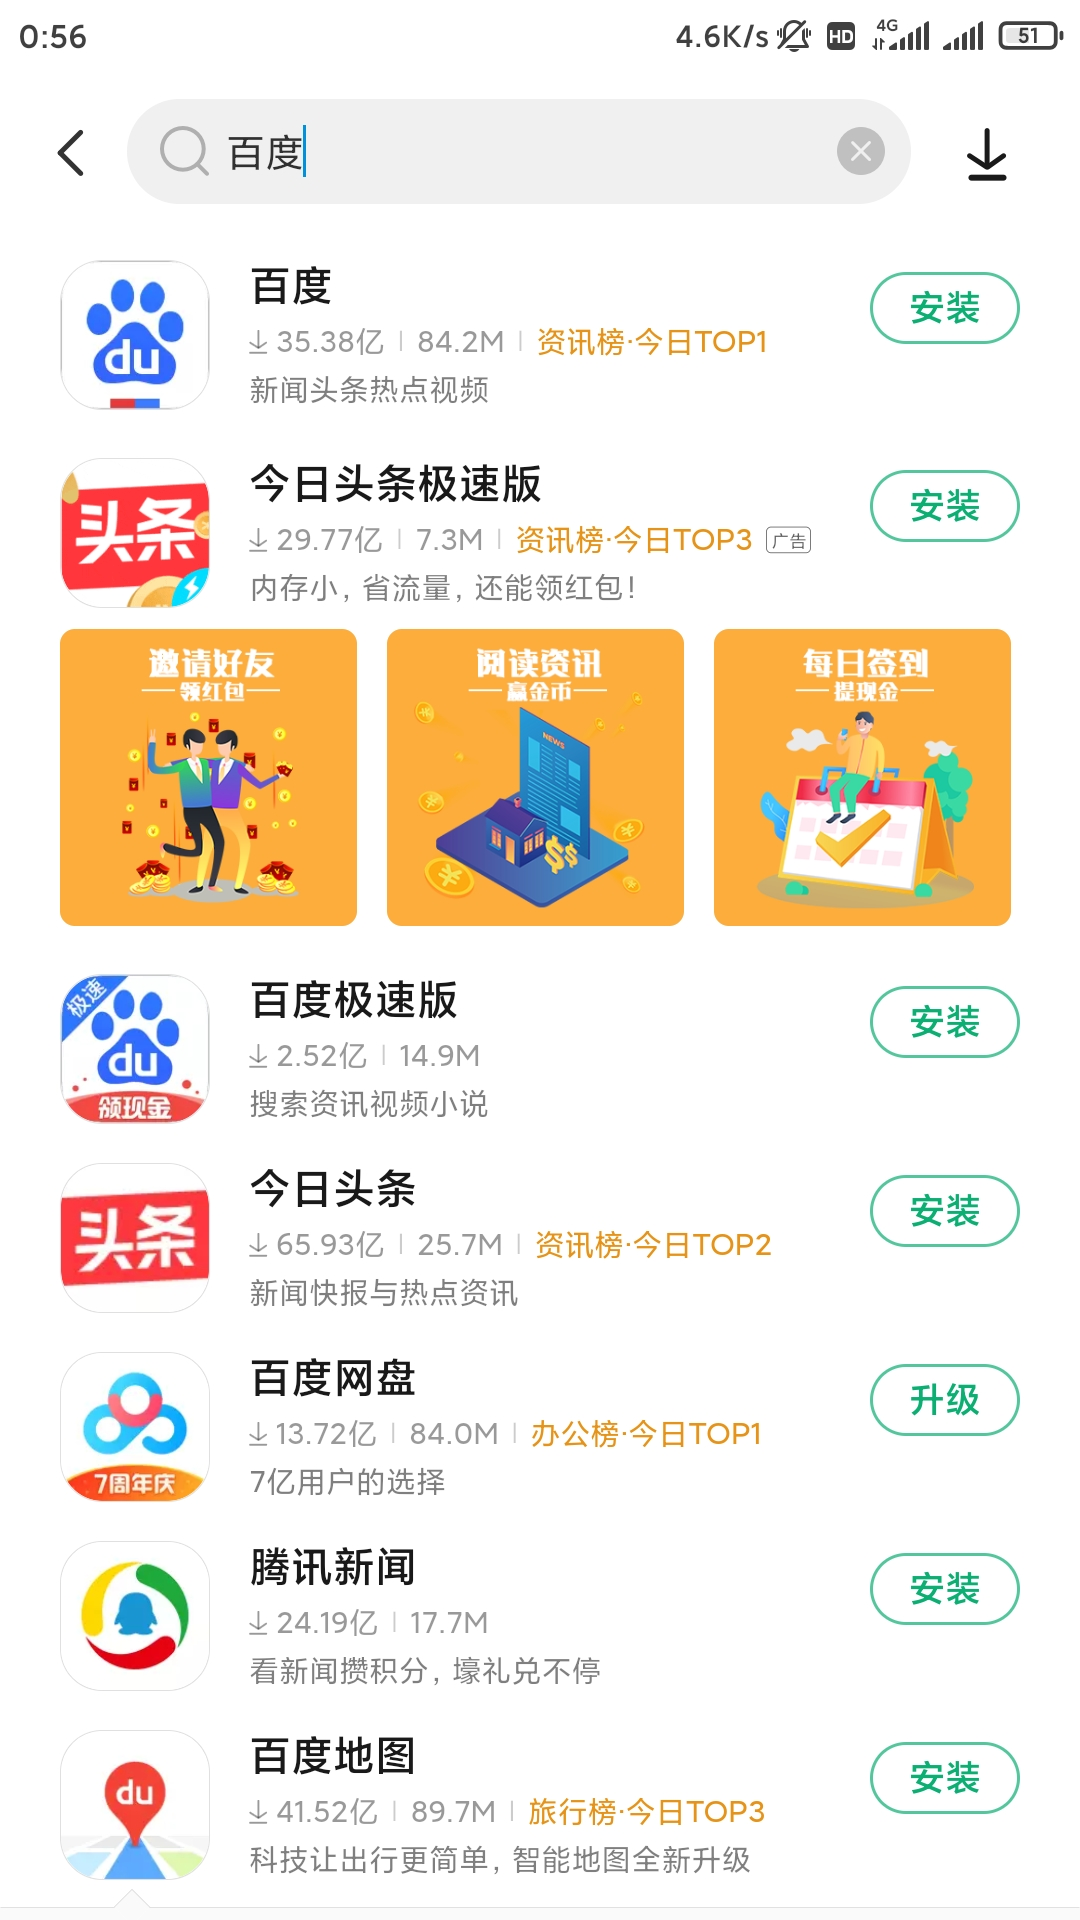 0:56
4.6K/s HD 4G 51
百度
百度
安装
35.38亿 84.2M 资讯榜·今日TOP1
新闻头条热点视频
du
今日头条极速版
安装
29.77亿 7.3M 资讯榜·今日TOP3 广告
内存小，省流量，还能领红包！
头条
邀请好友
领红包
阅读资讯
赢金币
NEWS
每日签到
提现金
百度极速版
安装
2.52亿 14.9M
搜索资讯视频小说
极速
du
领现金
今日头条
安装
65.93亿 25.7M 资讯榜·今日TOP2
新闻快报与热点资讯
头条
百度网盘
升级
13.72亿 84.0M 办公榜·今日TOP1
7亿用户的选择
7周年庆
腾讯新闻
安装
24.19亿 17.7M
看新闻攒积分，壕礼兑不停
百度地图
安装
41.52亿 89.7M 旅行榜·今日TOP3
科技让出行更简单，智能地图全新升级
du